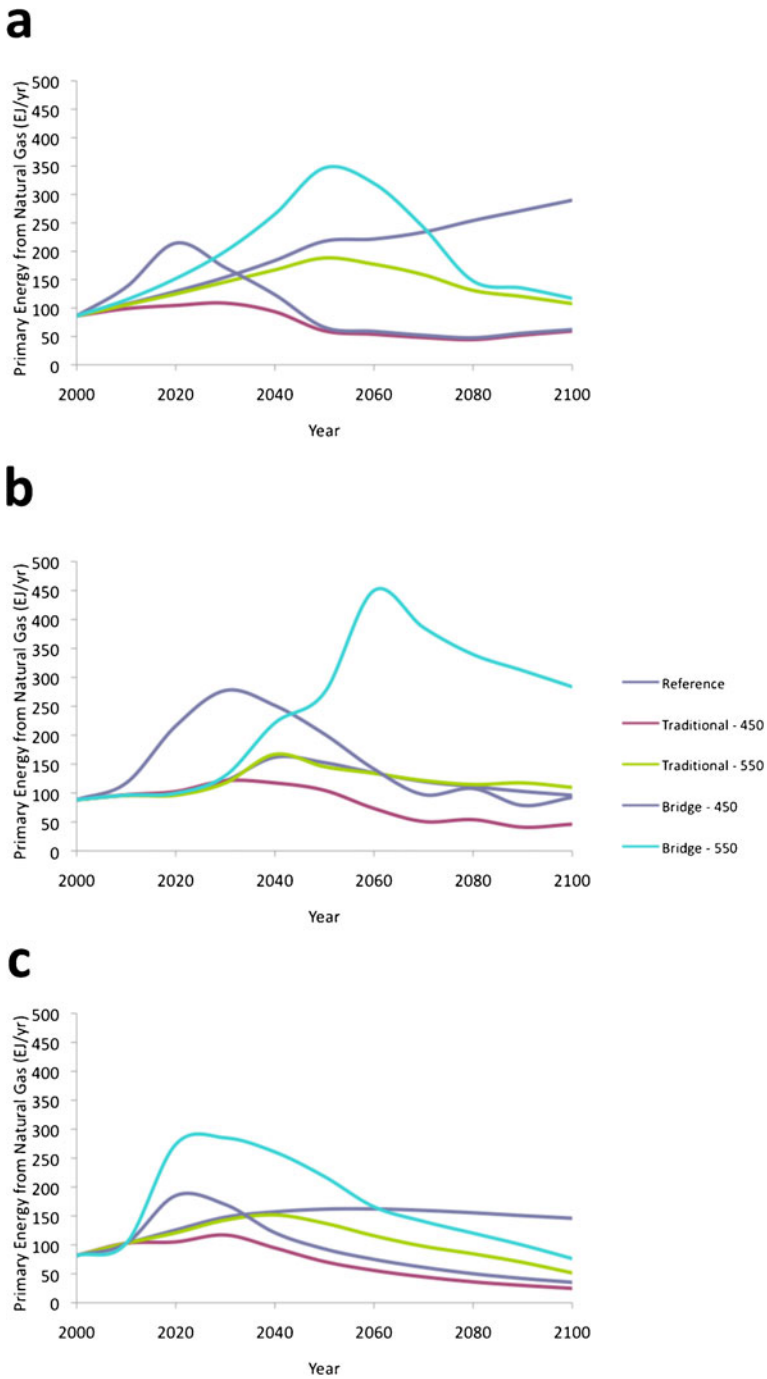 a
Primary Energy from Natural Gas (EJ/yr)
500
450
400
350
300
250
200
150
100
50
0
2000 2020 2040 2060 2080 2100
Year
b
Primary Energy from Natural Gas (EJ/yr)
500
450
400
350
300
250
200
150
100
50
0
2000 2020 2040 2060 2080 2100
Year
Reference
Traditional - 450
Traditional - 550
Bridge - 450
Bridge - 550
c
Primary Energy from Natural Gas (EJ/yr)
500
450
400
350
300
250
200
150
100
50
0
2000 2020 2040 2060 2080 2100
Year